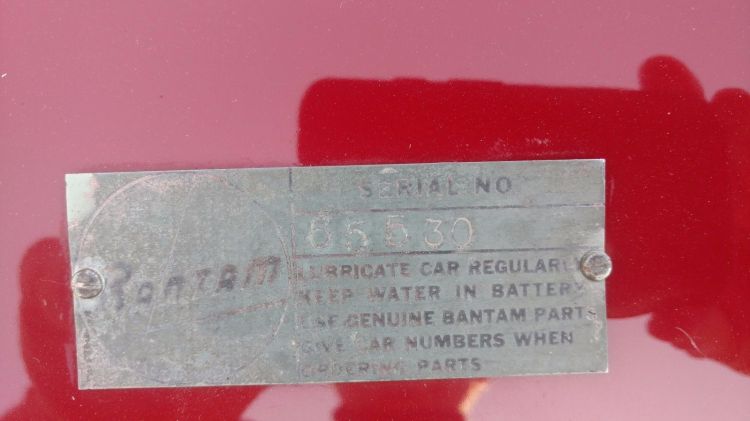 Bantam
SERIAL NO
65530
LUBRICATE CAR REGULARLY
KEEP WATER IN BATTERY
USE GENUINE BANTAM PARTS
GIVE CAR NUMBERS WHEN
ORDERING PARTS